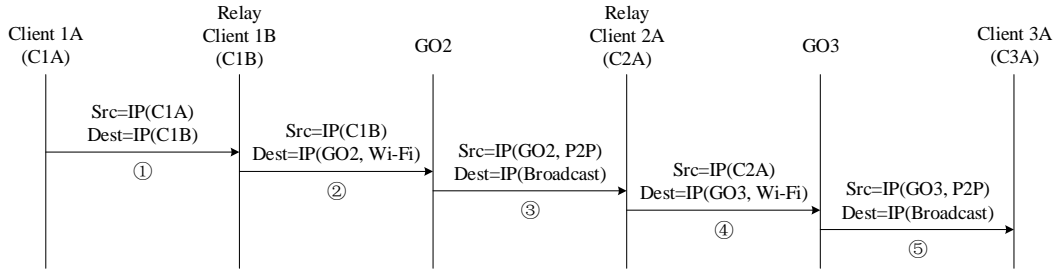 Client 1A
(C1A)
Relay
Client 1B
(C1B)
GO2
Relay
Client 2A
(C2A)
GO3
Client 3A
(C3A)
Src=IP(C1A)
Dest=IP(C1B)
①
Src=IP(C1B)
Dest=IP(GO2, Wi-Fi)
②
Src=IP(GO2, P2P)
Dest=IP(Broadcast)
③
Src=IP(C2A)
Dest=IP(GO3, Wi-Fi)
④
Src=IP(GO3, P2P)
Dest=IP(Broadcast)
⑤